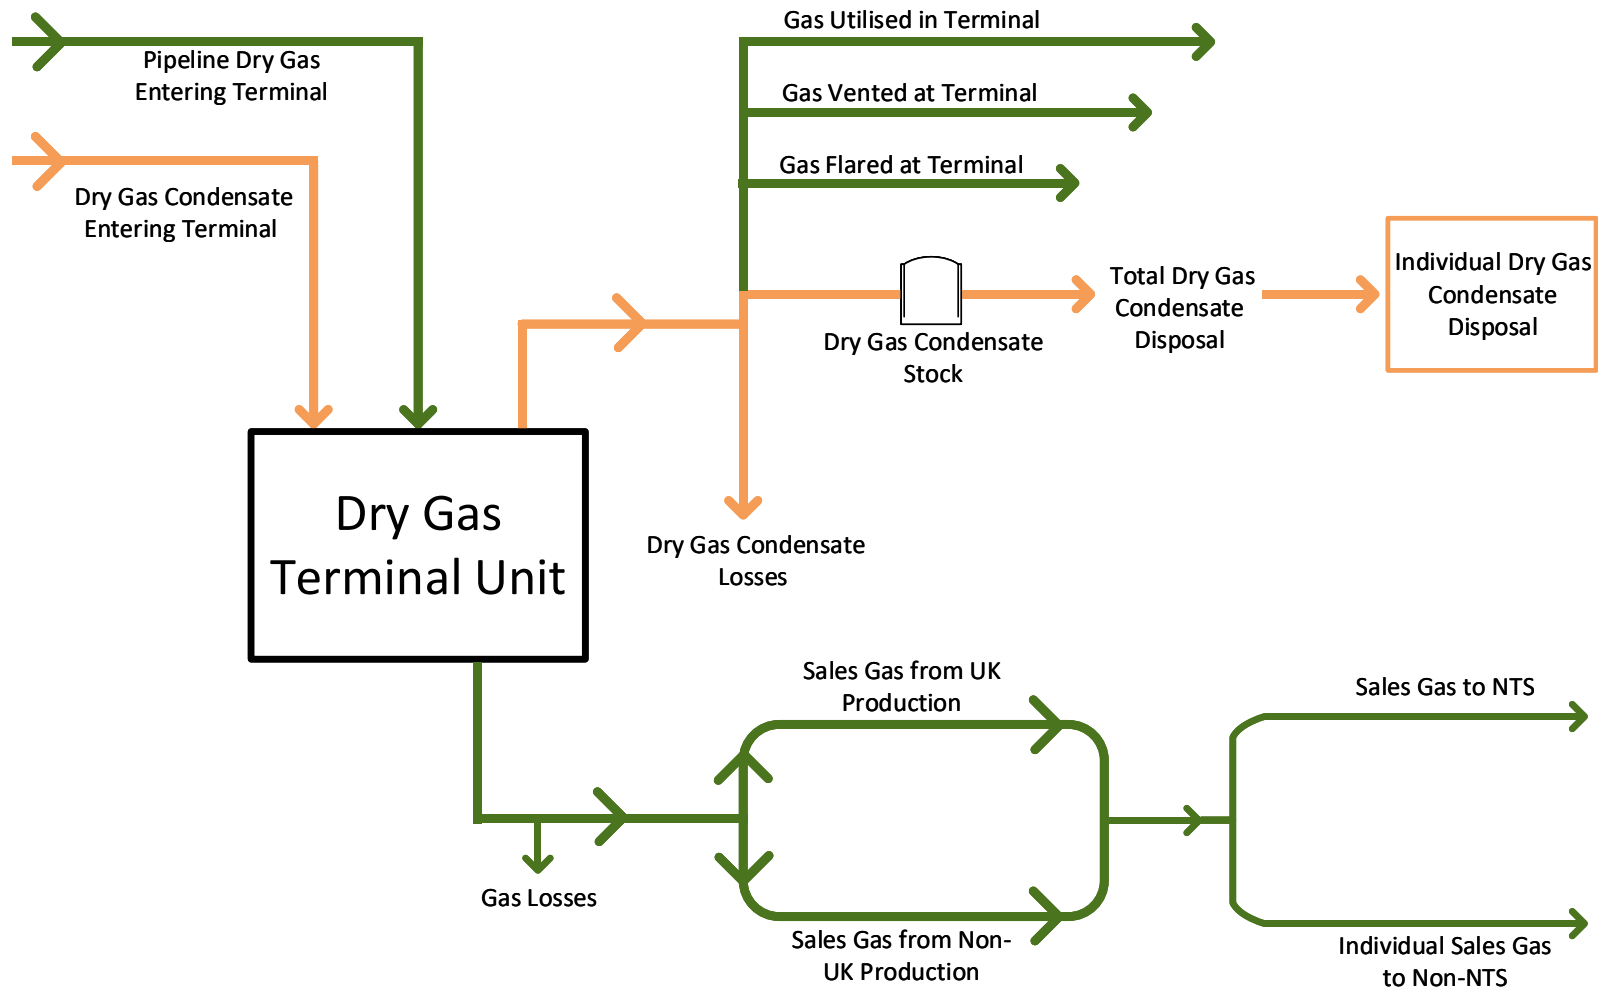 Gas Utilised in Terminal
Pipeline Dry Gas
Entering Terminal
Gas Vented at Terminal
Gas Flared at Terminal
Dry Gas Condensate
Entering Terminal
Individual Dry Gas
Condensate
Disposal
Total Dry Gas
Condensate
Disposal
Dry Gas Condensate
Stock
Dry Gas
Terminal Unit
Dry Gas Condensate
Losses
Sales Gas from UK
Production
Sales Gas to NTS
Gas Losses
Sales Gas from Non-
UK Production
Individual Sales Gas
to Non-NTS